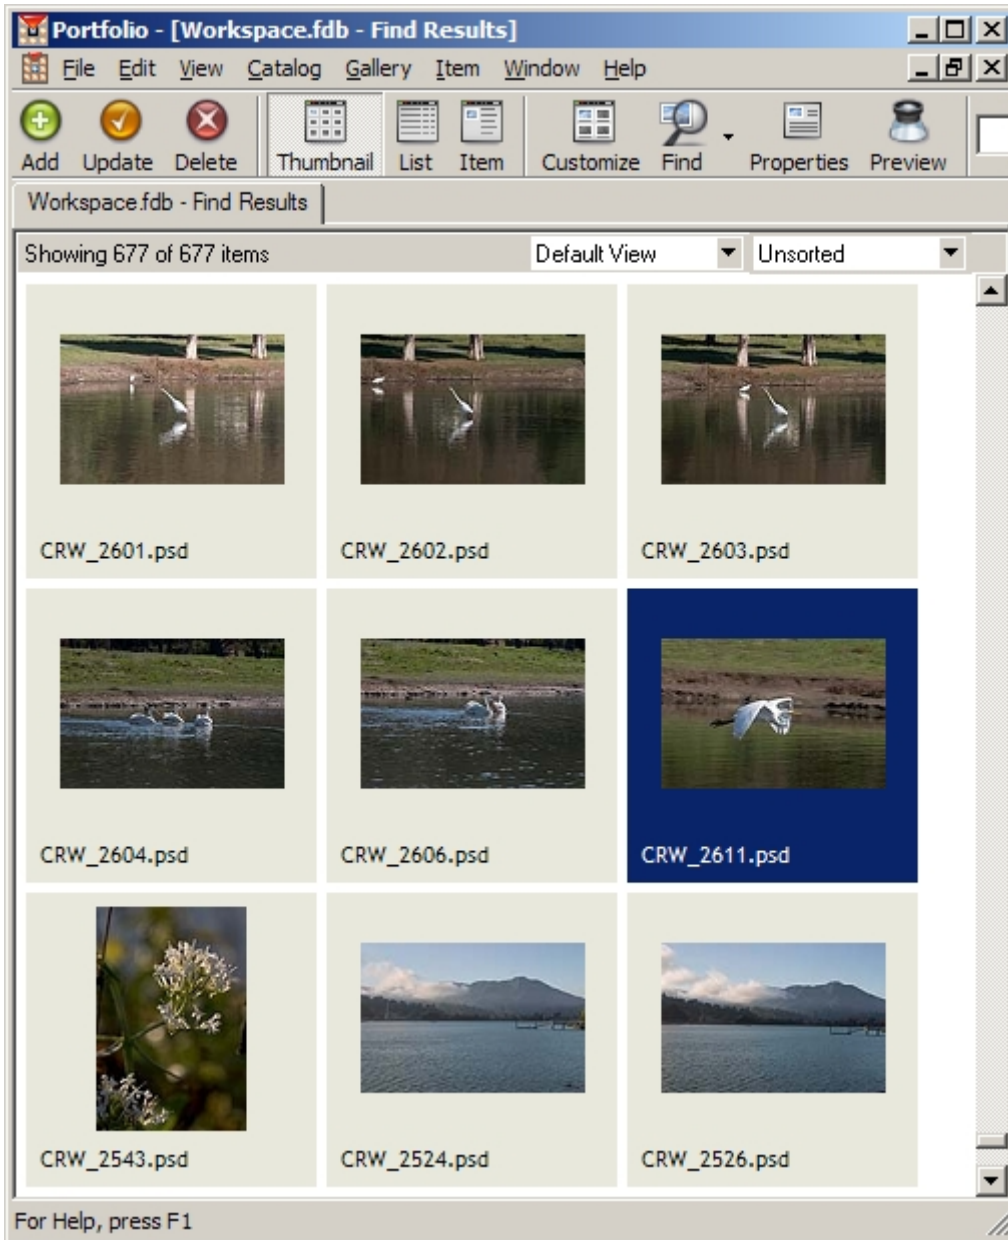 Portfolio - [Workspace.fdb - Find Results]
File Edit View Catalog Gallery Item Window Help
Add Update Delete Thumbnail List Item Customize Find Properties Preview
Workspace.fdb - Find Results
Showing 677 of 677 items Default View Unsorted
CRW_2601.psd CRW_2602.psd CRW_2603.psd
CRW_2604.psd CRW_2606.psd CRW_2611.psd
CRW_2543.psd CRW_2524.psd CRW_2526.psd
For Help, press F1